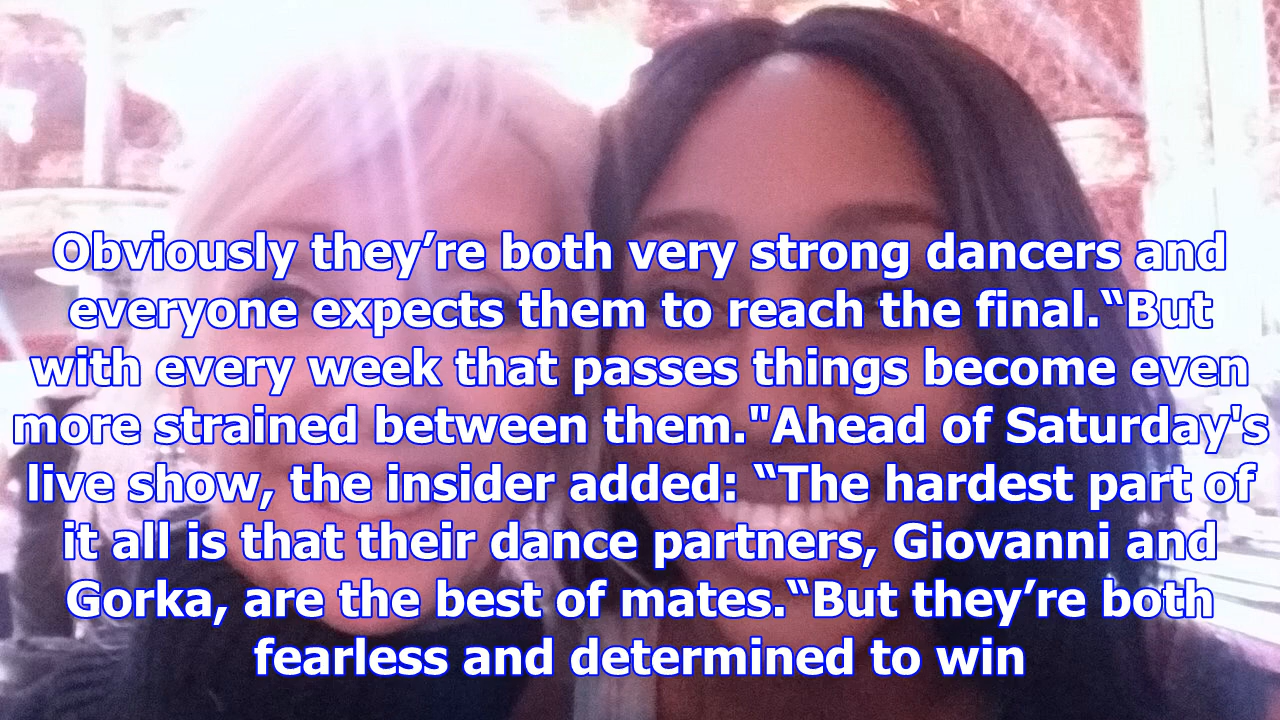 Obviously they’re both very strong dancers and
everyone expects them to reach the final.“But
with every week that passes things become even
more strained between them."Ahead of Saturday's
live show, the insider added: “The hardest part of
it all is that their dance partners, Giovanni and
Gorka, are the best of mates.“But they’re both
fearless and determined to win